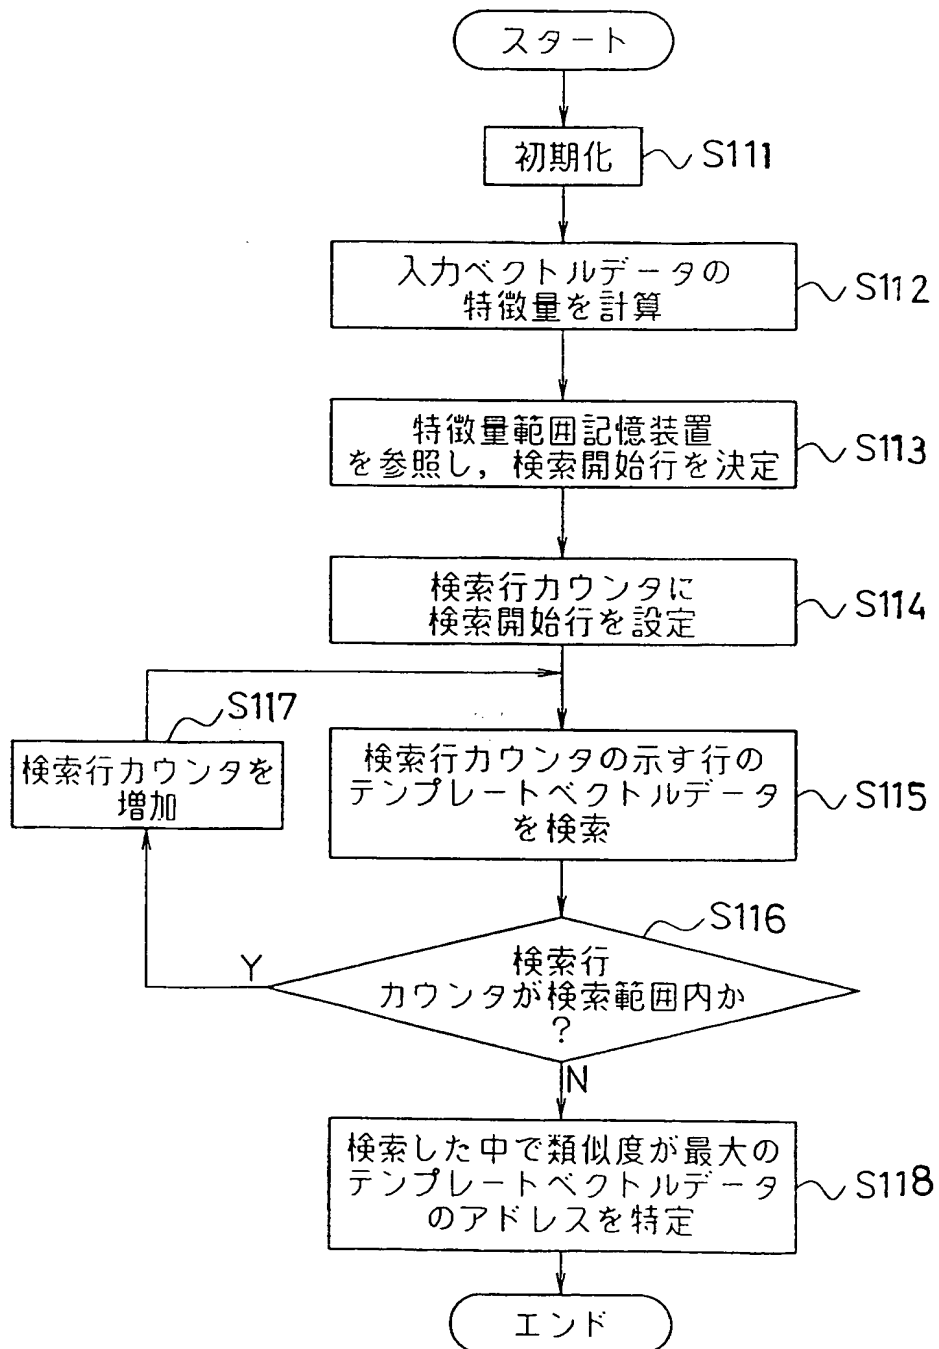 スタート
初期化
S111
入力ベクトルデータの
特徴量を計算
S112
特徴量範囲記憶装置
を参照し,検索開始行を決定
S113
検索行カウンタに
検索開始行を設定
S114
S117
検索行カウンタを
増加
検索行カウンタの示す行の
テンプレートベクトルデータ
を検索
S115
S116
検索行
カウンタが検索範囲内か
?
Y
N
検索した中で類似度が最大の
テンプレートベクトルデータ
のアドレスを特定
S118
エンド